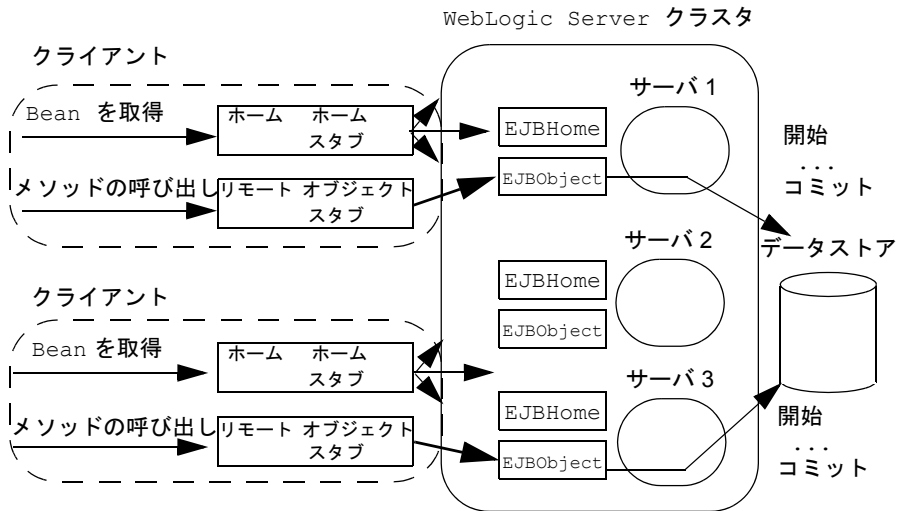 WebLogic Server クラスタ
クライアント
Bean を取得
ホーム ホーム
スタブ
メソッドの呼び出し
リモート オブジェクト
スタブ
サーバ 1
EJBHome
EJBObject
開始
...
コミット
サーバ 2
EJBHome
EJBObject
データストア
クライアント
Bean を取得
ホーム ホーム
スタブ
メソッドの呼び出し
リモート オブジェクト
スタブ
サーバ 3
EJBHome
EJBObject
開始
...
コミット